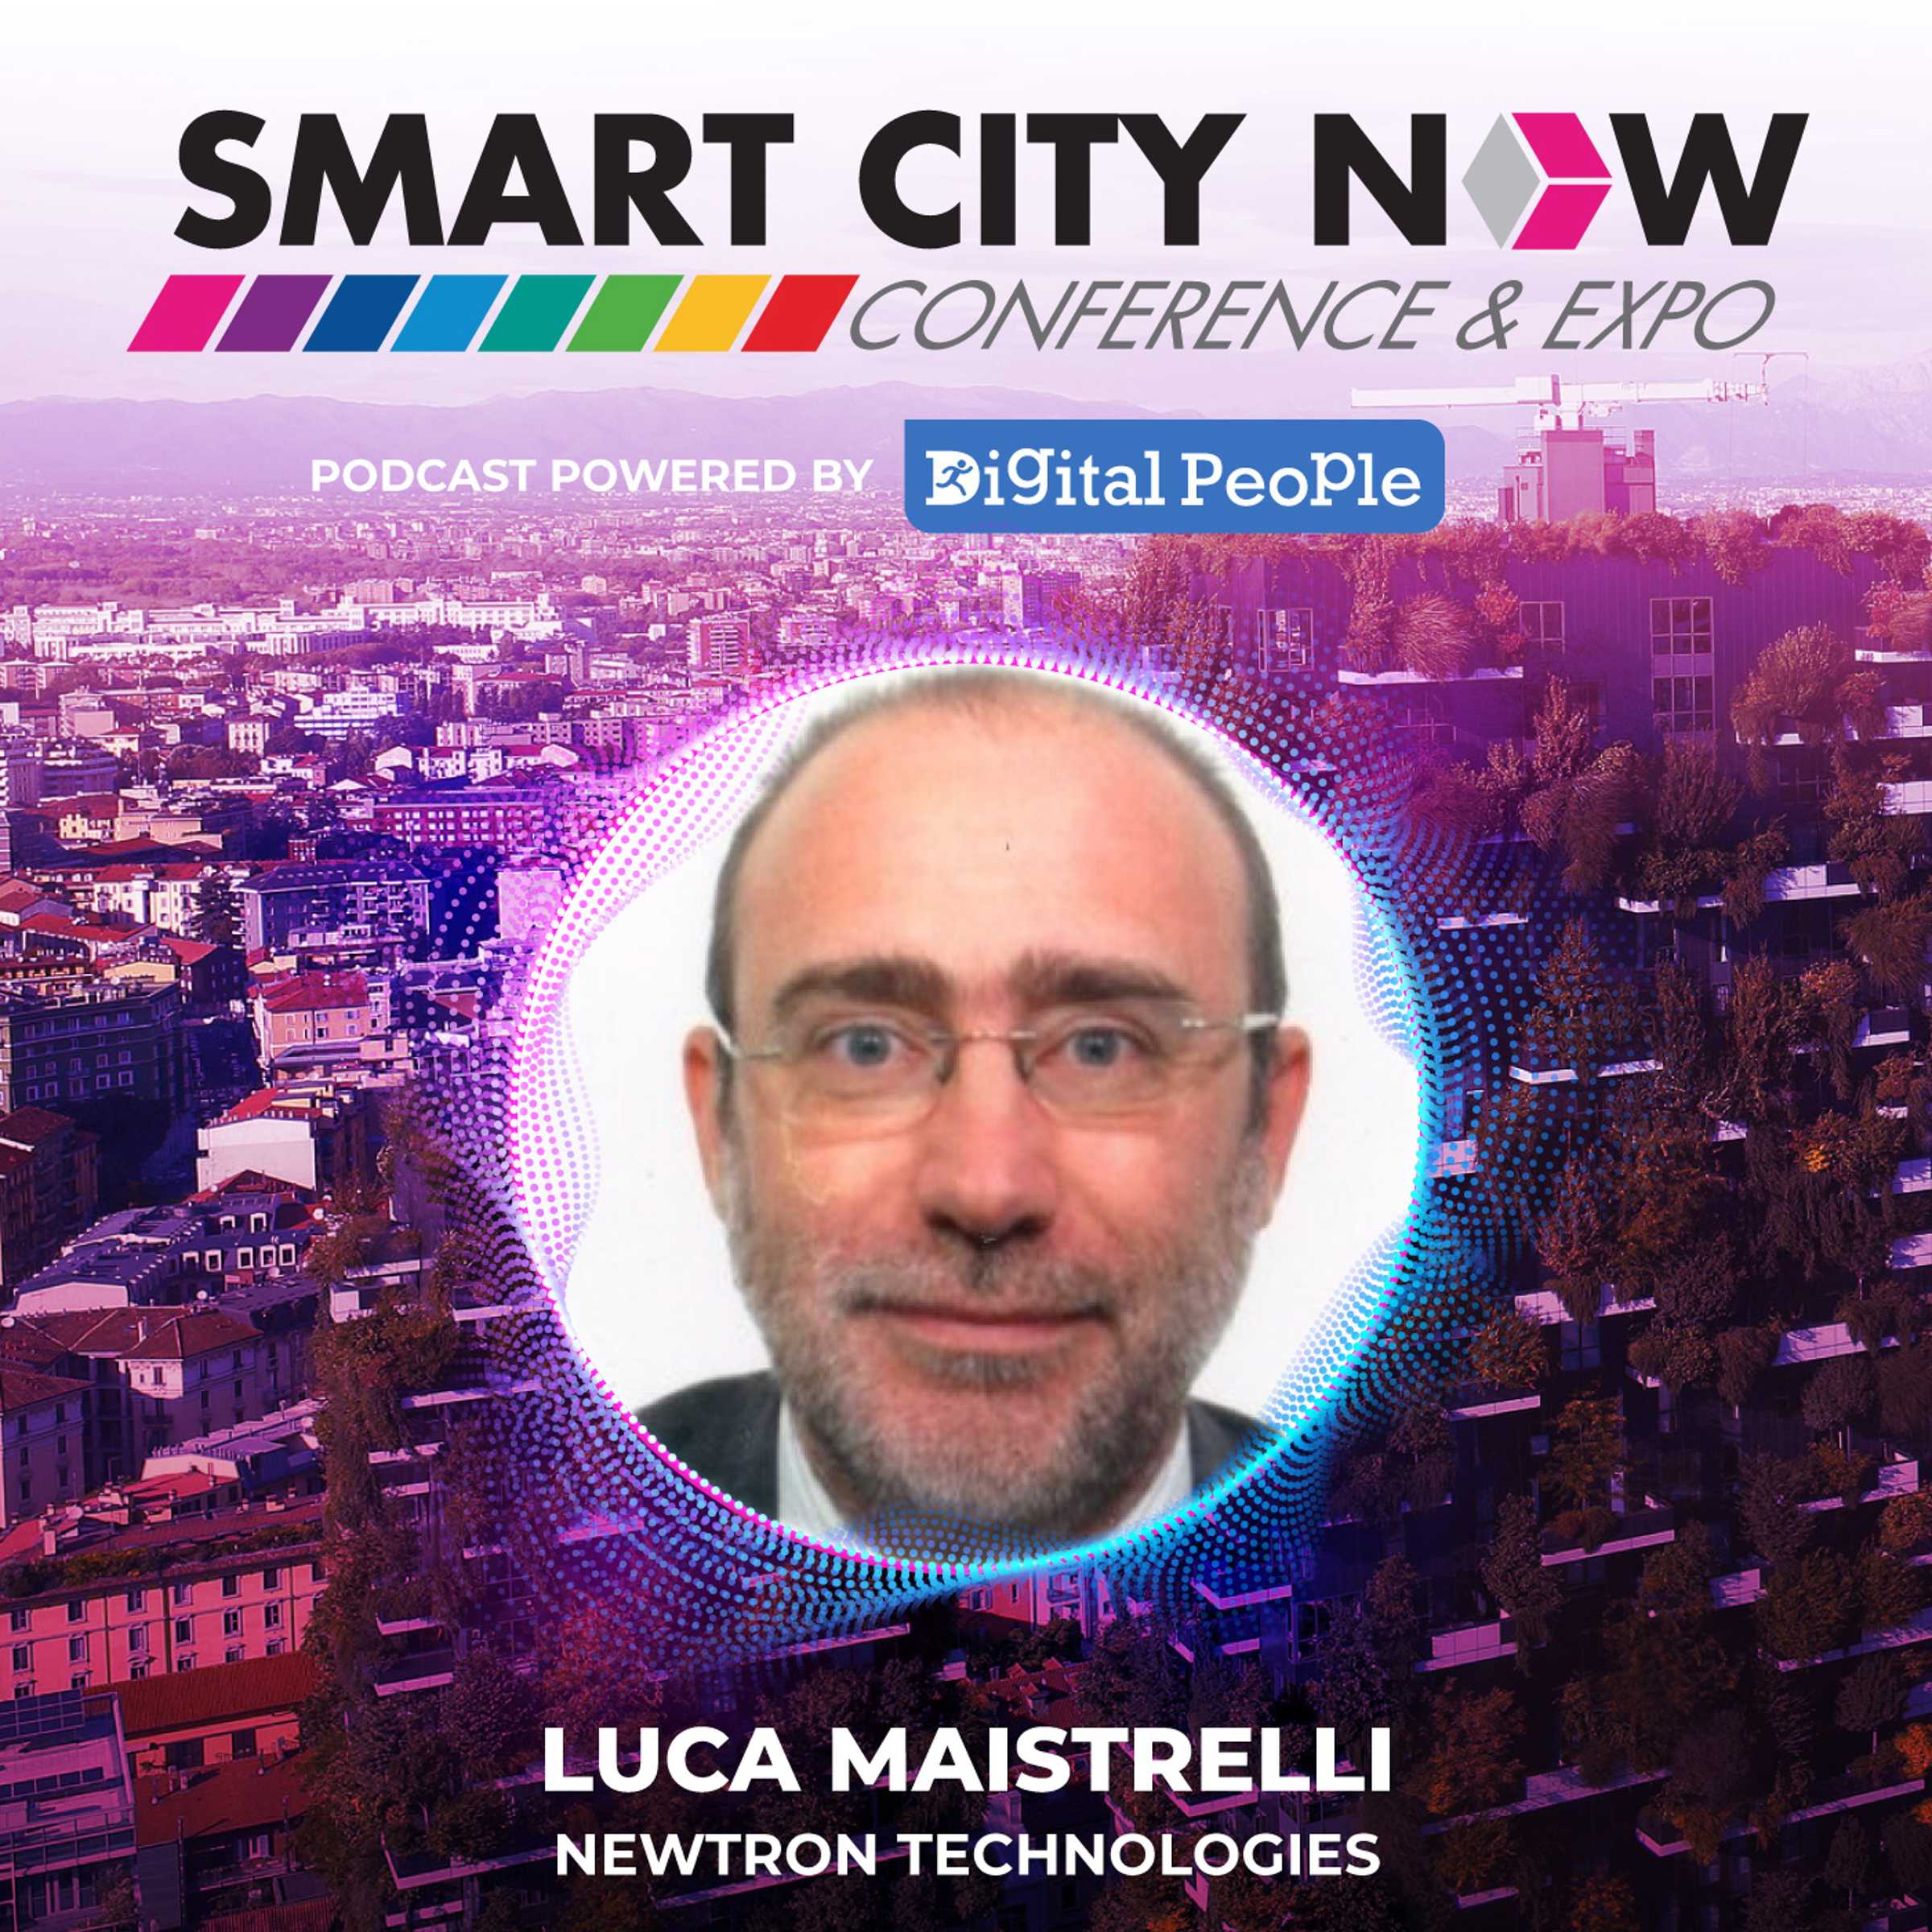 SMART CITY NOW
CONFERENCE & EXPO
PODCAST POWERED BY Digital People
LUCA MAISTRELLI
NEWTRON TECHNOLOGIES